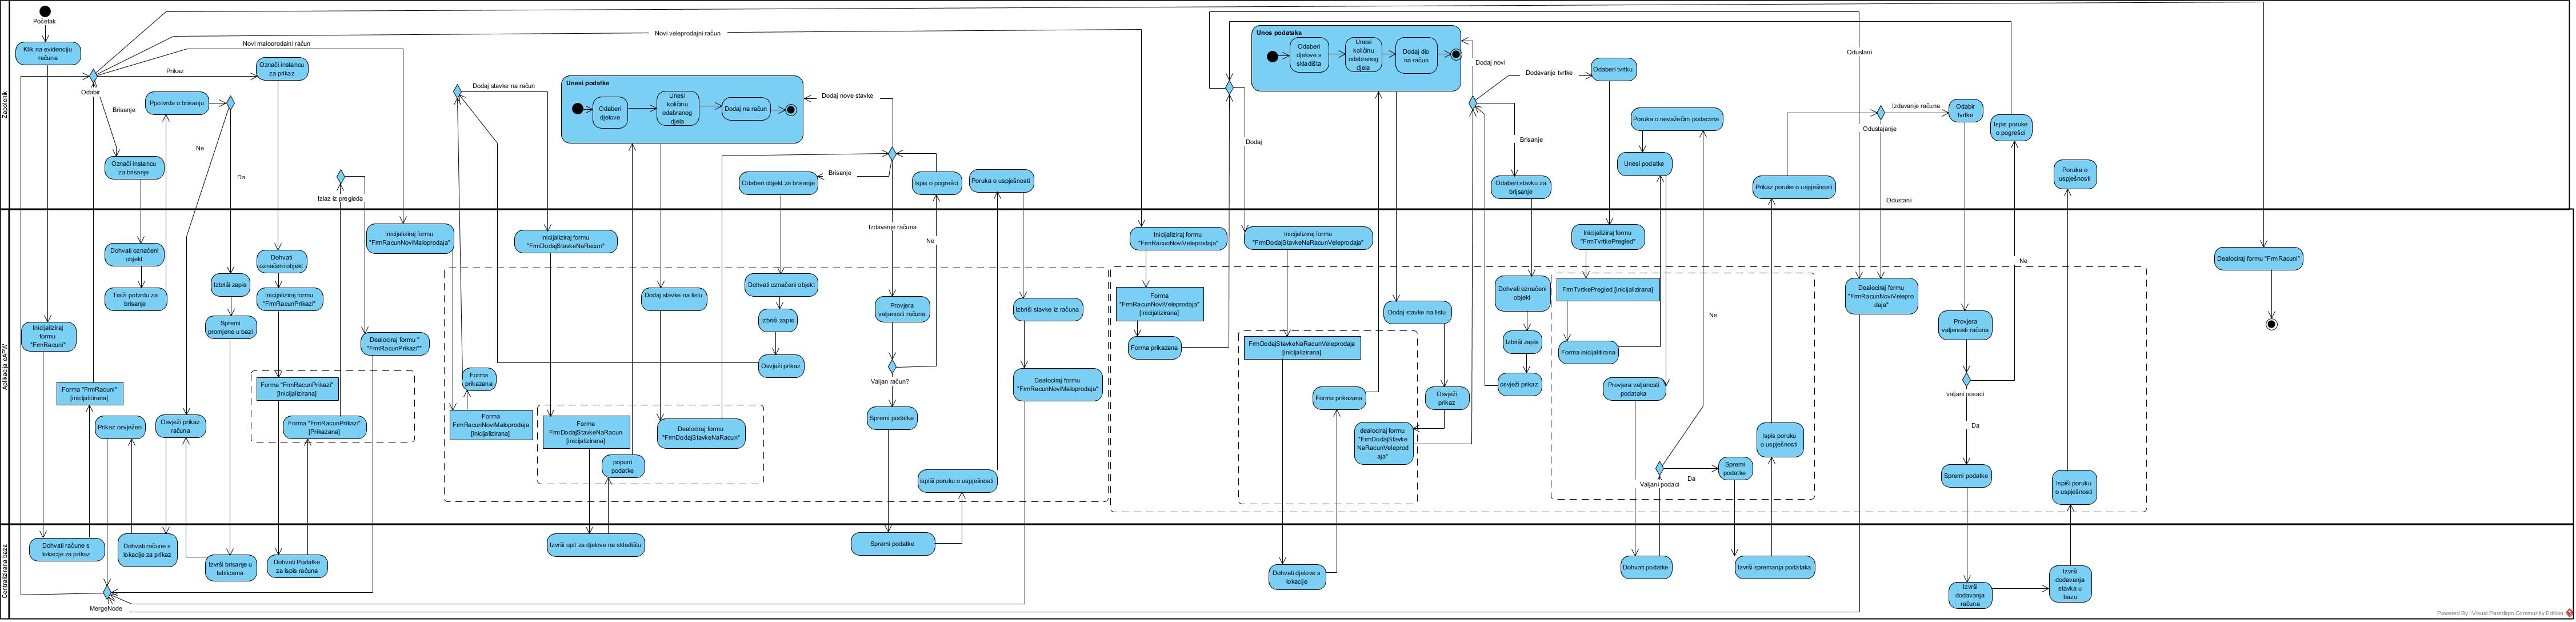 Zaposlenik
Početak
Klik na evidenciju
računa
Odabir
Brisanje
Prikaz
Novi maloorodaini račun
Novi veleprodajni račun
Označi instancu
za prikaz
Ppotvrda o brisanju
Ne
Da
Označi instancu
za brisanje
Izlaz iz pregleda
Dodaj stavke na račun
Unesi podatke
Odaberi
djelove
Unesi
količinu
odabranog
djela
Dodaj na račun
Dodaj nove stavke
Brisanje
Odaberi objekt za brisanje
Ispis o pogrešci
Poruka o uspješnosti
Izdavanje računa
Ne
Unos podataka
Odaberi
djelove s
skladišta
Unesi
količinu
odabranog
djela
Dodaj dio
na račun
Dodaj
Dodaj novi
Dodavanje tvrtke
Odaberi tvrtku
Brisanje
Odaberi stavku za
brijsanje
Poruka o nevažećim podacima
Unesi podatke
Prikaz poruke o uspješnosti
Odustani
Odustajanje
Izdavanje računa
Odabir
tvrtke
Ispis poruke
o pogrešci
Poruka o
uspješnosti
Odustani
Aplikacija eAPW
Dohvati označeni
objekt
Traži potvrdu za
brisanje
Inicijaliziraj
formu
"FrmRacuni"
Forma "FrmRacuni"
[inicijalitirana]
Prikaz osvježen
Osvježi prikaz
računa
Izbriši zapis
Spremi
promjene u bazi
Dohvati
označeni objekt
Inicijaliziraj formu
"FrmRacunPrikazi"
Forma "FrmRacunPrikazi"
[Inicijalizirana]
Forma "FrmRacunPrikazi"
[Prikazana]
Dealociraj formu "
"FrmRacunPrikazi""
Inicijaliziraj formu
"FrmRacunNoviMaloprodaja"
Forma
prikazana
Forma
FrmRacunNoviMaloprodaja
[inicijalizirana]
Inicijaliziraj formu
"FrmDodajStavkeNaRacun"
Forma
FrmDodajStavkeNaRacun
[inicijalizirana]
popuni
podatke
Dodaj stavke na listu
Dealociraj formu
"FrmDodajStavkeNaRacun"
Dohvati označeni objekt
Izbriši zapis
Osvježi prikaz
Provjera
valjanosti računa
Valjan račun?
Spremi podatke
ispiši poruku o uspješnosti
Izbriši stavke iz računa
Dealociraj formu
"FrmRacunNoviMaloprodaja"
Inicijaliziraj formu
"FrmRacunNoviVeleprodaja"
Forma
"FrmRacunNoviVeleprodaja"
[Inicijalizirana]
Forma prikazana
Inicijaliziraj formu
"FrmDodajStavkeNaRacunVeleprodaja"
FrmDodajStavkeNaRacunVeleprodaja
[inicijalizirana]
Forma prikazana
Dodaj stavke na listu
Osvježi
prikaz
dealociraj formu
"FrmDodajStavke
NaRacunVeleprod
aja"
Dohvati označeni
objekt
Izbriši zapis
osvježi prikaz
Inicijaliziraj formu
"FrmTvrtkePregled"
FrmTvrtkePregled [inicijalizirana]
Forma inicijalitirana
Provjera valjanosti
podataka
Ne
Valjani podaci
Da
Spremi
podatke
Ispis poruku
o uspješnosti
Dealociraj formu
"FrmRacunNoviVelepro
daja"
Provjera
valjanosti računa
valjani posaci
Ne
Da
Spremi podatke
Ispiši poruku
o uspješnosti
Dealociraj formu "FrmRacuni"
Centralizirana baza
Dohvati račune s
lokacije za prikaz
Dohvati račune s
lokacije za prikaz
Izvrši brisanje u
tablicama
Dohvati Podatke
za ispis računa
MergeNode
Izvrši upit za djelove na skladištu
Spremi podatke
Dohvati djelove s
lokacije
Dohvati podatke
Izvrši spremanja podataka
Izvrši
dodavanja
računa
Izvrši
dodavanja
stavka u
bazu
Powered By Visual Paradigm Community Edition